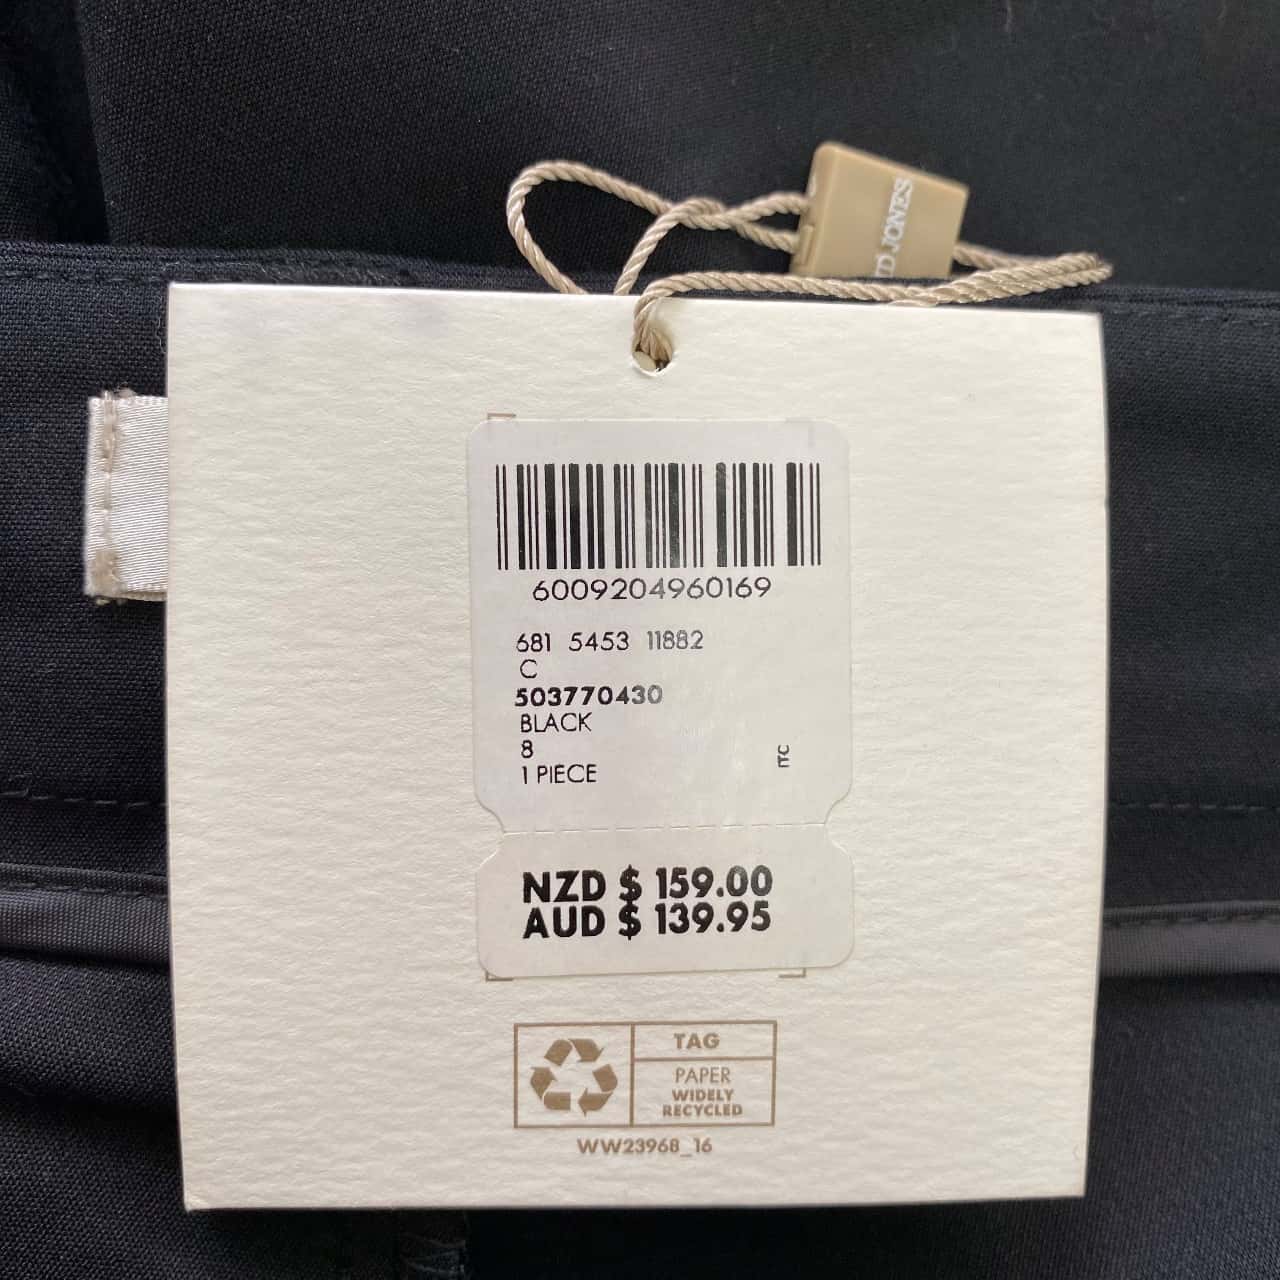 D JONES
6009204960169
681 5453 11882
C
503770430
BLACK
8
ITC
1 PIECE
NZD $ 159.00
AUD $ 139.95
TAG
PAPER
WIDELY
RECYCLED
WW23968_16